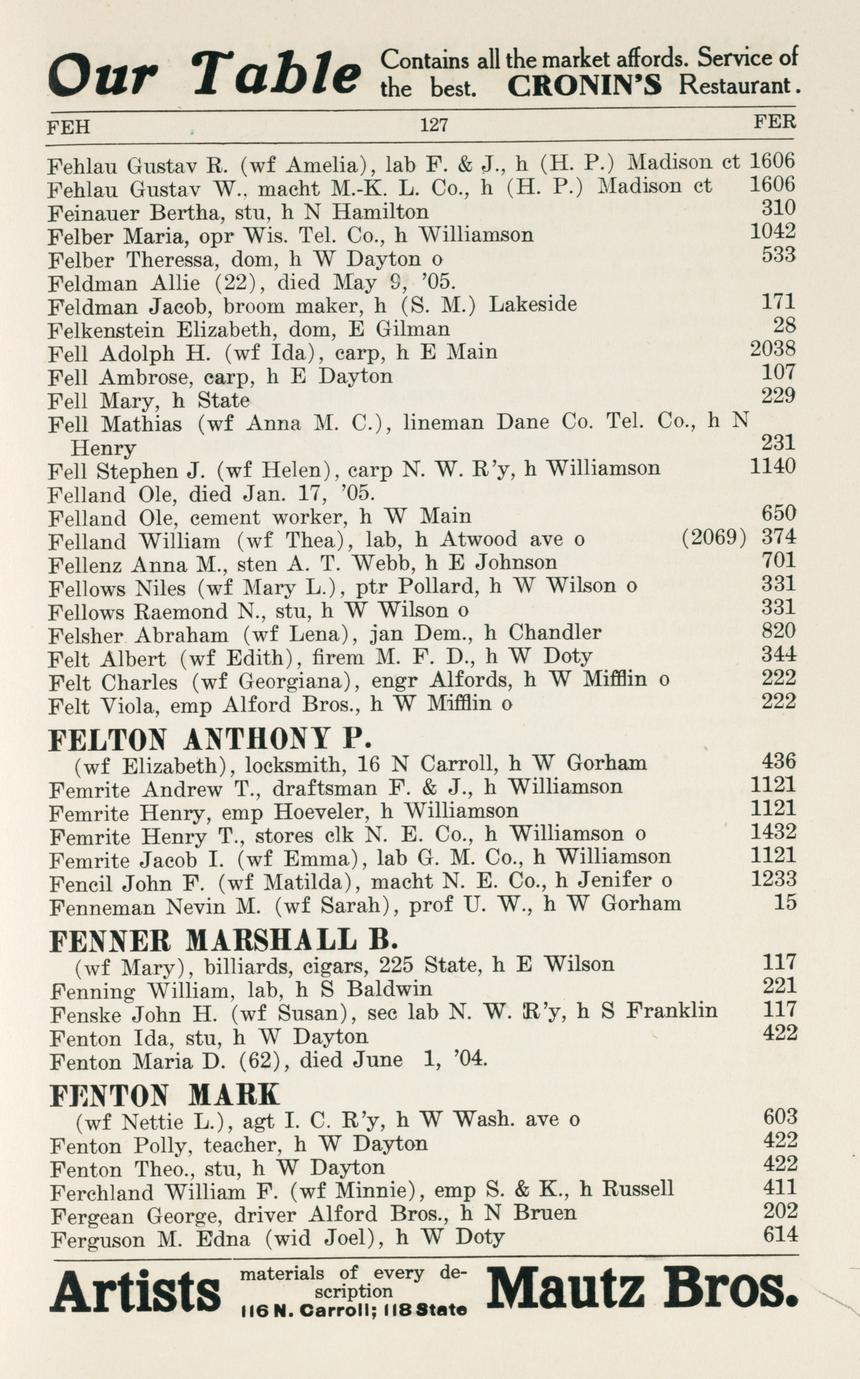 Our Table Contains all the market affords. Service of
the best. CRONIN'S Restaurant.
FEH 127 FER
Fehlau Gustav R. (wf Amelia), lab F. & J., h (H. P.) Madison ct 1606
Fehlau Gustav W., macht M.-K. L. Co., h (H. P.) Madison ct 1606
Feinauer Bertha, stu, h N Hamilton 310
Felber Maria, opr Wis. Tel. Co., h Williamson 1042
Felber Theressa, dom, h W Dayton o 533
Feldman Allie (22), died May 9, '05.
Feldman Jacob, broom maker, h (S. M.) Lakeside 171
Felkenstein Elizabeth, dom, E Gilman 28
Fell Adolph H. (wf Ida), carp, h E Main 2038
Fell Ambrose, carp, h E Dayton 107
Fell Mary, h State 229
Fell Mathias (wf Anna M. C.), lineman Dane Co. Tel. Co., h N
Henry 231
Fell Stephen J. (wf Helen), carp N. W. R'y, h Williamson 1140
Felland Ole, died Jan. 17, '05.
Felland Ole, cement worker, h W Main 650
Felland William (wf Thea), lab, h Atwood ave o (2069) 374
Fellenz Anna M., sten A. T. Webb, h E Johnson 701
Fellows Niles (wf Mary L.), ptr Pollard, h W Wilson o 331
Fellows Raemond N., stu, h W Wilson o 331
Felsher Abraham (wf Lena), jan Dem., h Chandler 820
Felt Albert (wf Edith), firem M. F. D., h W Doty 344
Felt Charles (wf Georgiana), engr Alfords, h W Mifflin o 222
Felt Viola, emp Alford Bros., h W Mifflin o 222
FELTON ANTHONY P.
(wf Elizabeth), locksmith, 16 N Carroll, h W Gorham 436
Femrite Andrew T., draftsman F. & J., h Williamson 1121
Femrite Henry, emp Hoeveler, h Williamson 1121
Femrite Henry T., stores clk N. E. Co., h Williamson o 1432
Femrite Jacob I. (wf Emma), lab G. M. Co., h Williamson 1121
Fencil John F. (wf Matilda), macht N. E. Co., h Jenifer o 1233
Fenneman Nevin M. (wf Sarah), prof U. W., h W Gorham 15
FENNER MARSHALL B.
(wf Mary), billiards, cigars, 225 State, h E Wilson 117
Fenning William, lab, h S Baldwin 221
Fenske John H. (wf Susan), sec lab N. W. R'y, h S Franklin 117
Fenton Ida, stu, h W Dayton 422
Fenton Maria D. (62), died June 1, '04.
FENTON MARK
(wf Nettie L.), agt I. C. R'y, h W Wash. ave o 603
Fenton Polly, teacher, h W Dayton 422
Fenton Theo., stu, h W Dayton 422
Ferchland William F. (wf Minnie), emp S. & K., h Russell 411
Fergean George, driver Alford Bros., h N Bruen 202
Ferguson M. Edna (wid Joel), h W Doty 614
Artists materials of every de-
scription
116 N. Carroll; 118 State Mautz Bros.